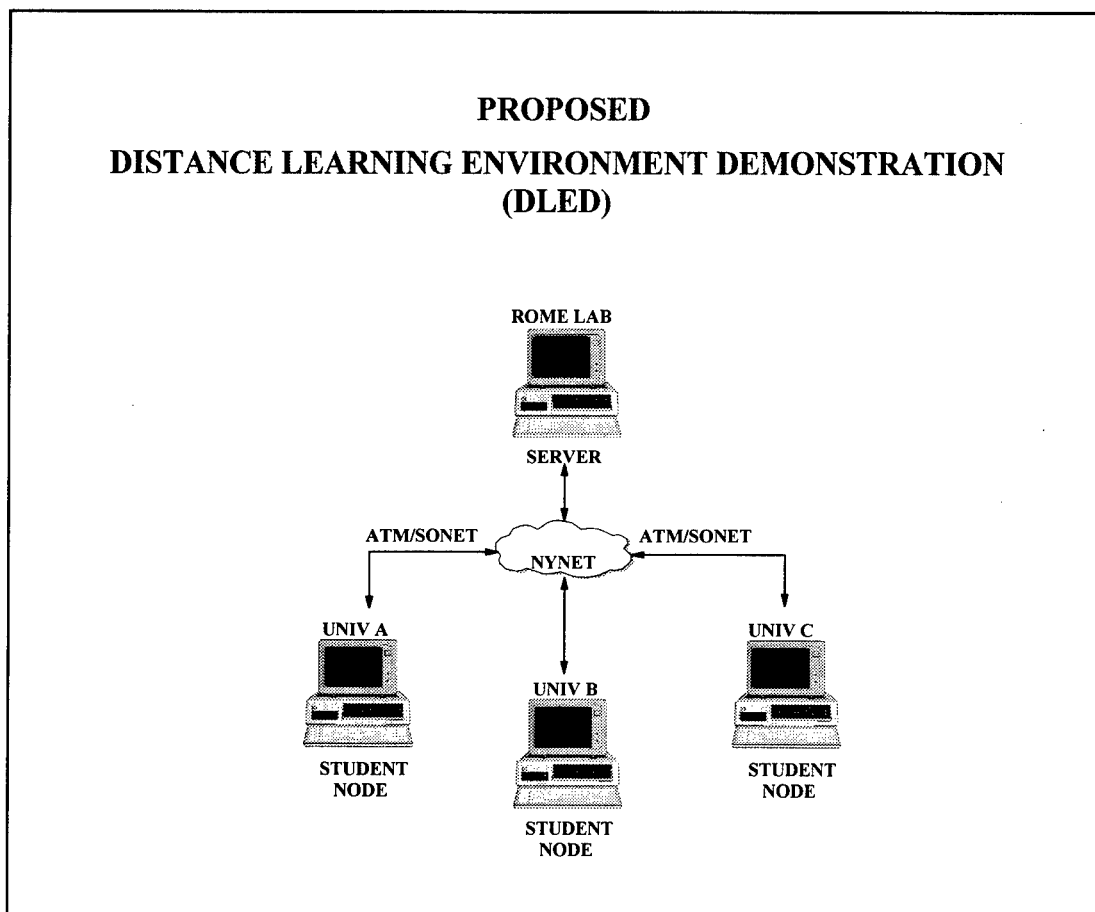 PROPOSED
DISTANCE LEARNING ENVIRONMENT DEMONSTRATION
(DLED)
ROME LAB
SERVER
ATM/SONET
ATM/SONET
NYNET
UNIV A
UNIV C
UNIV B
STUDENT
NODE
STUDENT
NODE
STUDENT
NODE